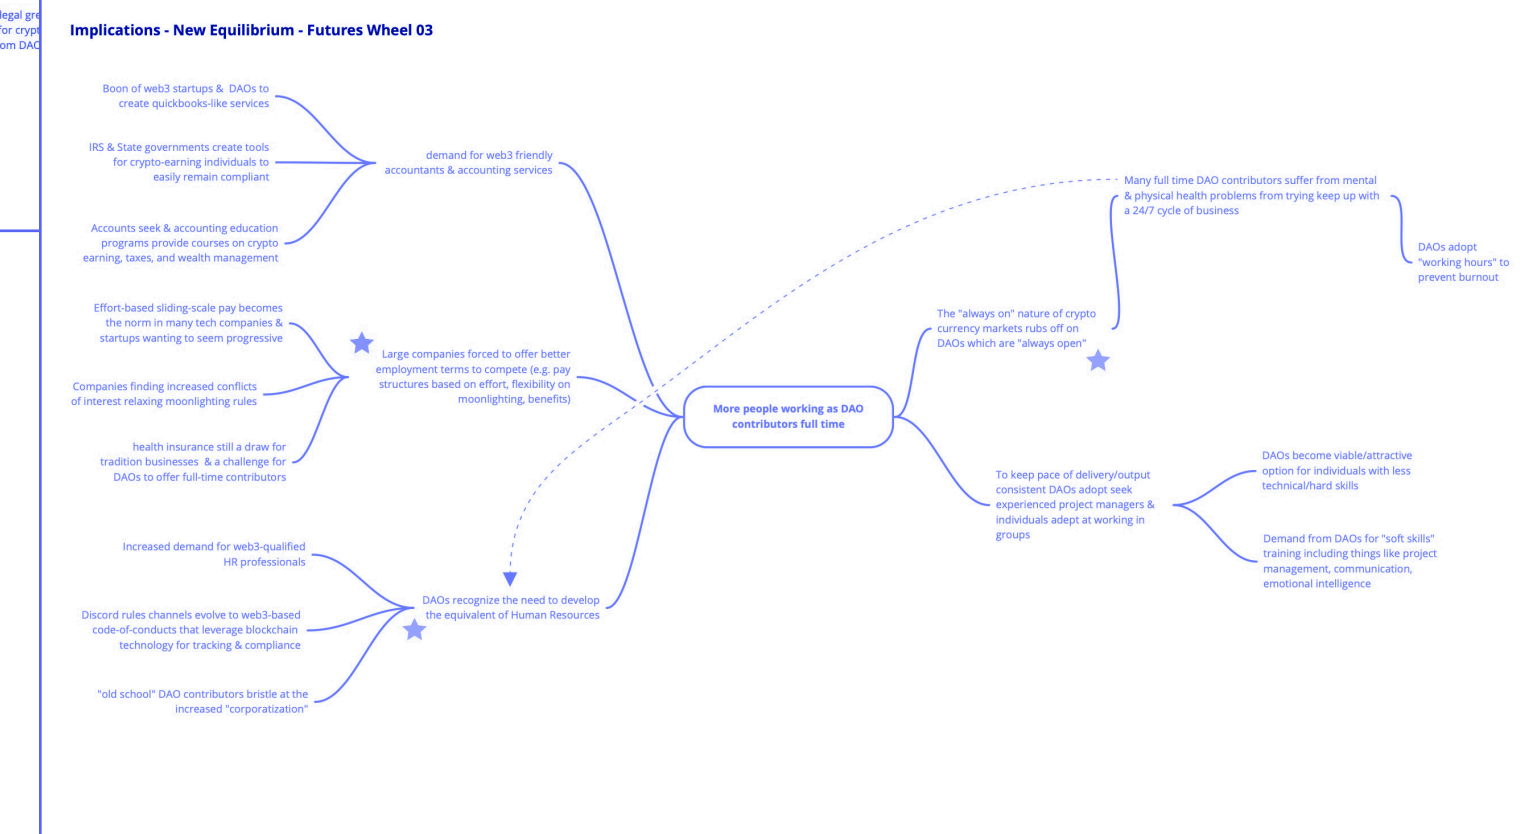 legal gre
for crypt
om DAC
Implications - New Equilibrium - Futures Wheel 03
Boon of web3 startups &  DAOs to
create quickbooks-like services
IRS & State governments create tools
for crypto-earning individuals to
easily remain compliant
Accounts seek & accounting education
programs provide courses on crypto
earning, taxes, and wealth management
demand for web3 friendly
accountants & accounting services
Effort-based sliding-scale pay becomes
the norm in many tech companies &
startups wanting to seem progressive
Companies finding increased conflicts
of interest relaxing moonlighting rules
health insurance still a draw for
tradition businesses  & a challenge for
DAOs to offer full-time contributors
Large companies forced to offer better
employment terms to compete (e.g. pay
structures based on effort, flexibility on
moonlighting, benefits)
Increased demand for web3-qualified
HR professionals
Discord rules channels evolve to web3-based
code-of-conducts that leverage blockchain
technology for tracking & compliance
"old school" DAO contributors bristle at the
increased "corporatization"
DAOs recognize the need to develop
the equivalent of Human Resources
More people working as DAO
contributors full time
The "always on" nature of crypto
currency markets rubs off on
DAOs which are "always open"
Many full time DAO contributors suffer from mental
& physical health problems from trying keep up with
a 24/7 cycle of business
DAOs adopt
"working hours" to
prevent burnout
To keep pace of delivery/output
consistent DAOs adopt seek
experienced project managers &
individuals adept at working in
groups
DAOs become viable/attractive
option for individuals with less
technical/hard skills
Demand from DAOs for "soft skills"
training including things like project
management, communication,
emotional intelligence